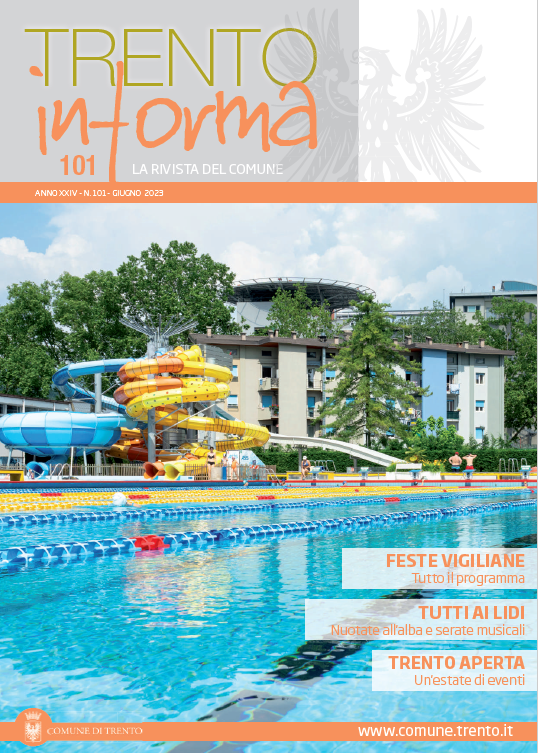 TRENTO
informa
101
LA RIVISTA DEL COMUNE
ANNO XXIV - N.101 - GIUGNO 2023
FESTE VIGILIANE
Tutto il programma
TUTTI AI LIDI
Nuotate all'alba e serate musicali
TRENTO APERTA
Un'estate di eventi
COMUNE DI TRENTO
www.comune.trento.it